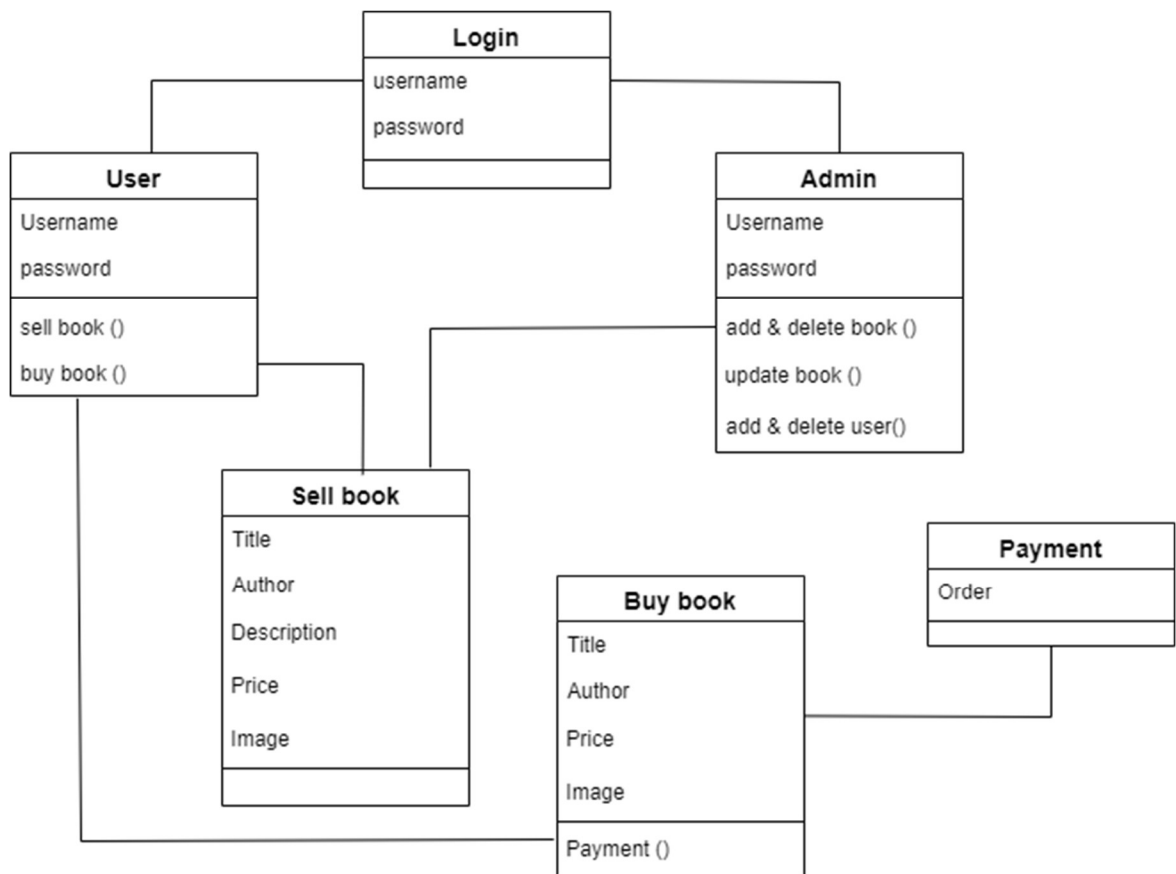 Login
username
password
User
Username
password
sell book ()
buy book ()
Admin
Username
password
add & delete book ()
update book ()
add & delete user()
Sell book
Title
Author
Description
Price
Image
Buy book
Title
Author
Price
Image
Payment ()
Payment
Order